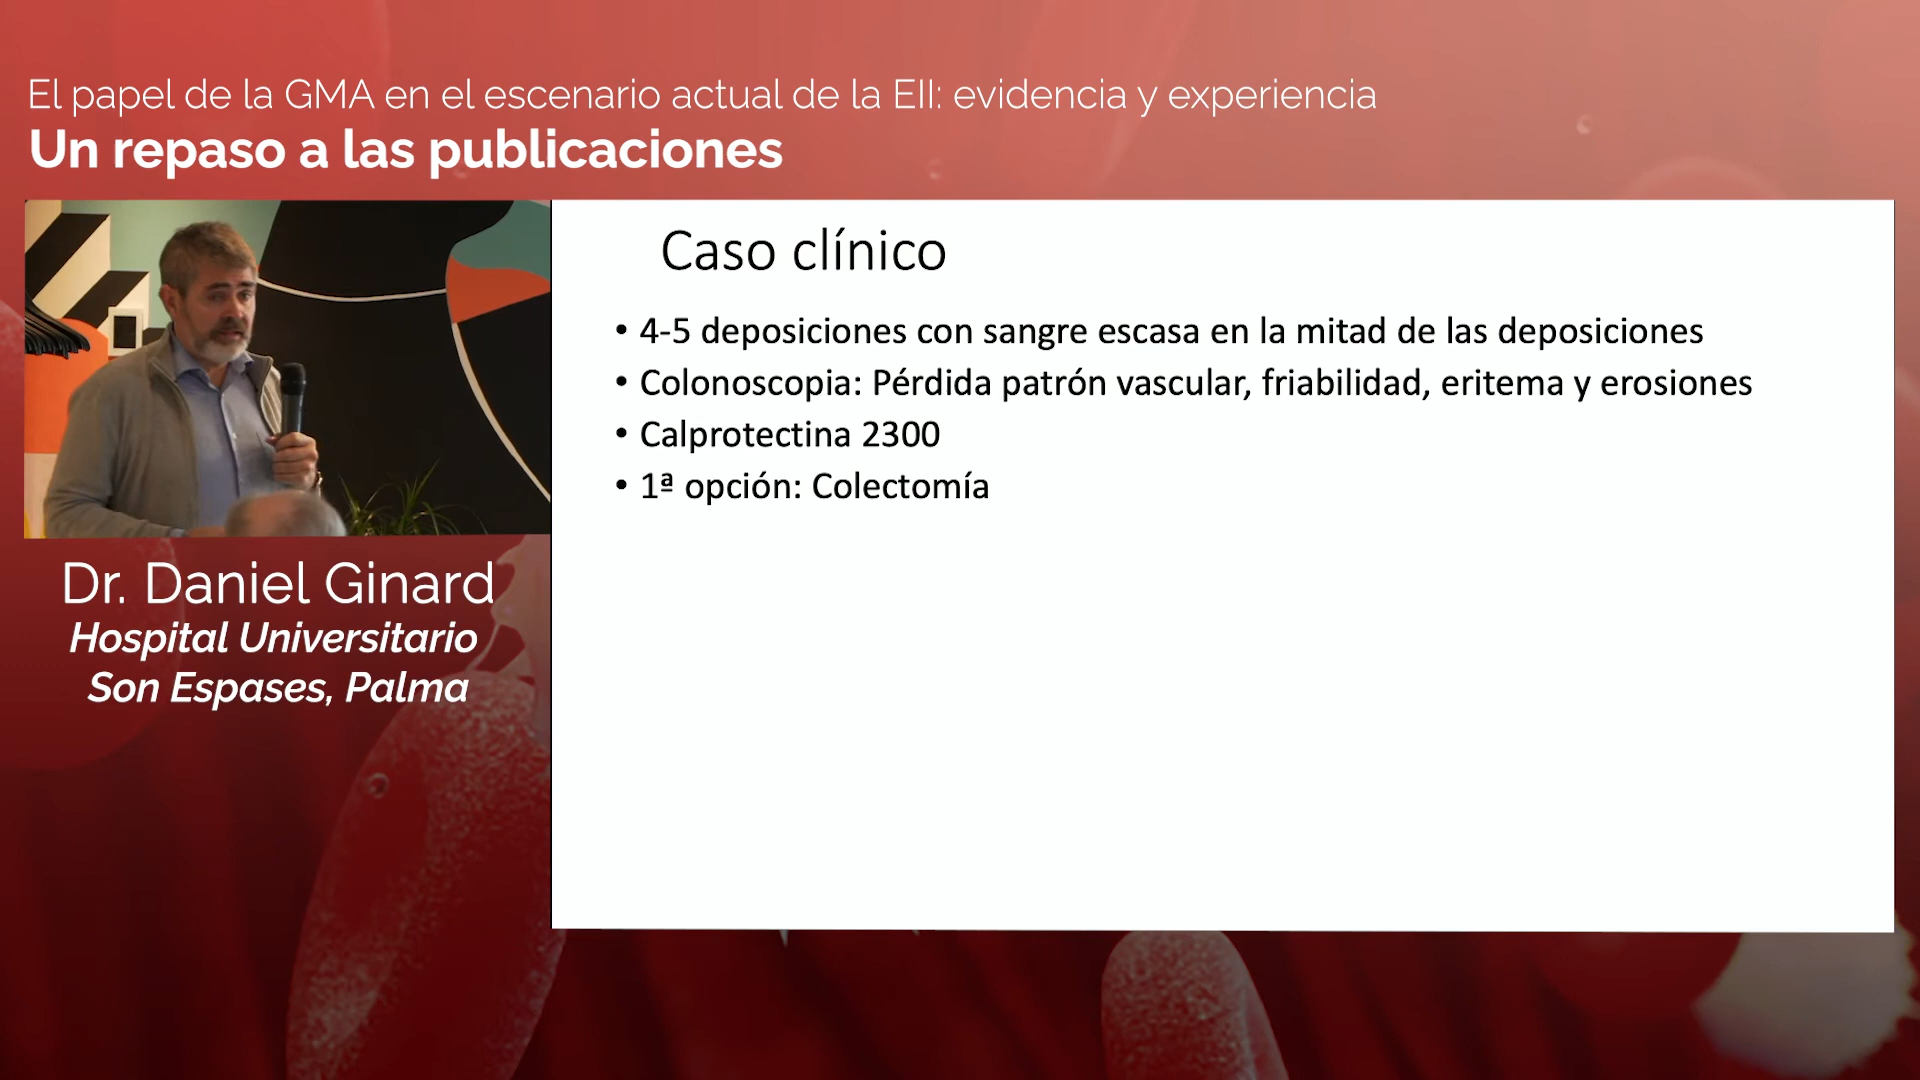 El papel de la GMA en el escenario actual de la EII: evidencia y experiencia
Un repaso a las publicaciones
Caso clínico
• 4-5 deposiciones con sangre escasa en la mitad de las deposiciones
• Colonoscopia: Pérdida patrón vascular, friabilidad, eritema y erosiones
• Calprotectina 2300
• 1ª opción: Colectomía
Dr. Daniel Ginard
Hospital Universitario
Son Espases, Palma